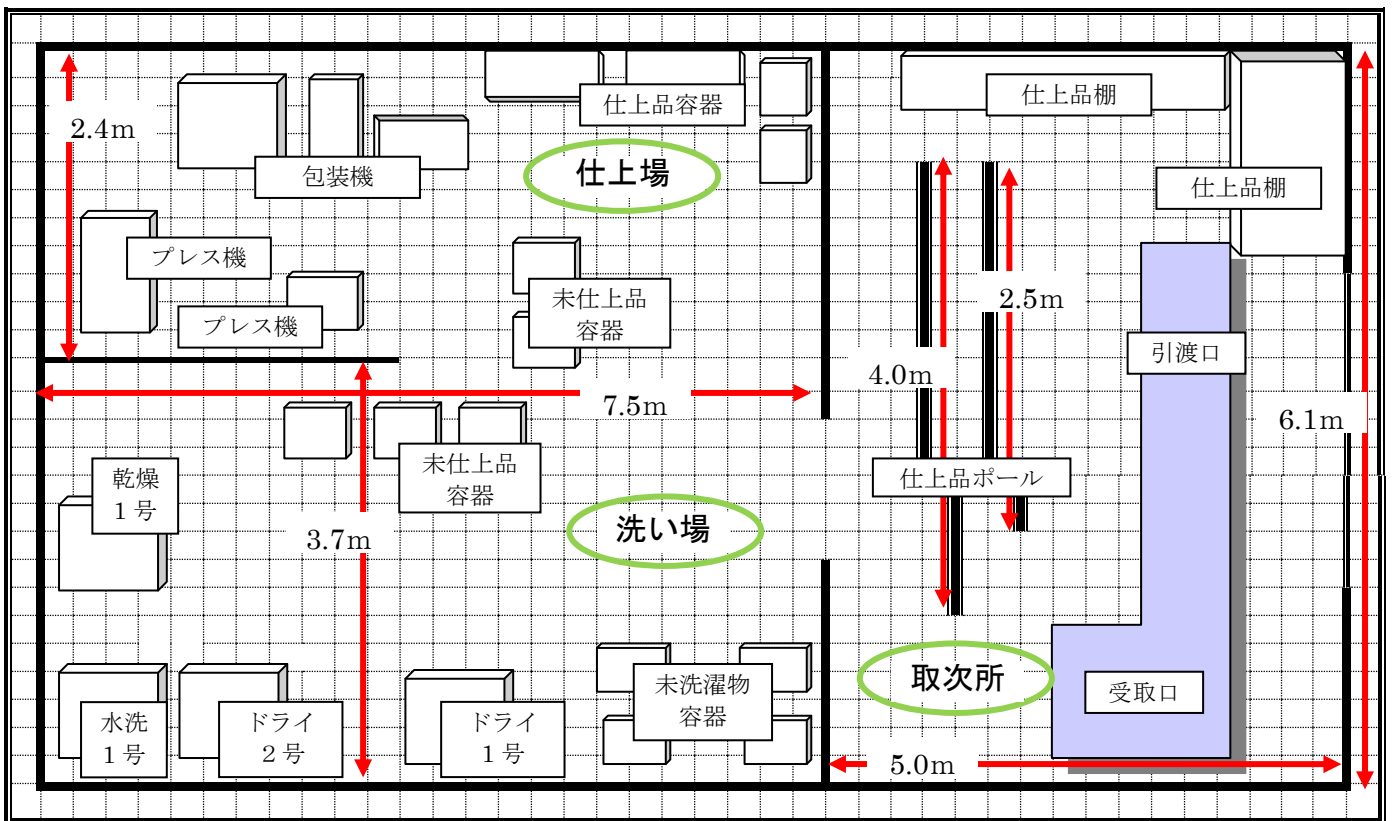 2.4m
包装機
仕上品容器
仕上場
仕上品棚
仕上品棚
プレス機
プレス機
未仕上品
容器
2.5m
引渡口
4.0m
7.5m
6.1m
乾燥
1号
未仕上品
容器
仕上品ポール
3.7m
洗い場
取次所
水洗
1号
ドライ
2号
ドライ
1号
未洗濯物
容器
受取口
5.0m